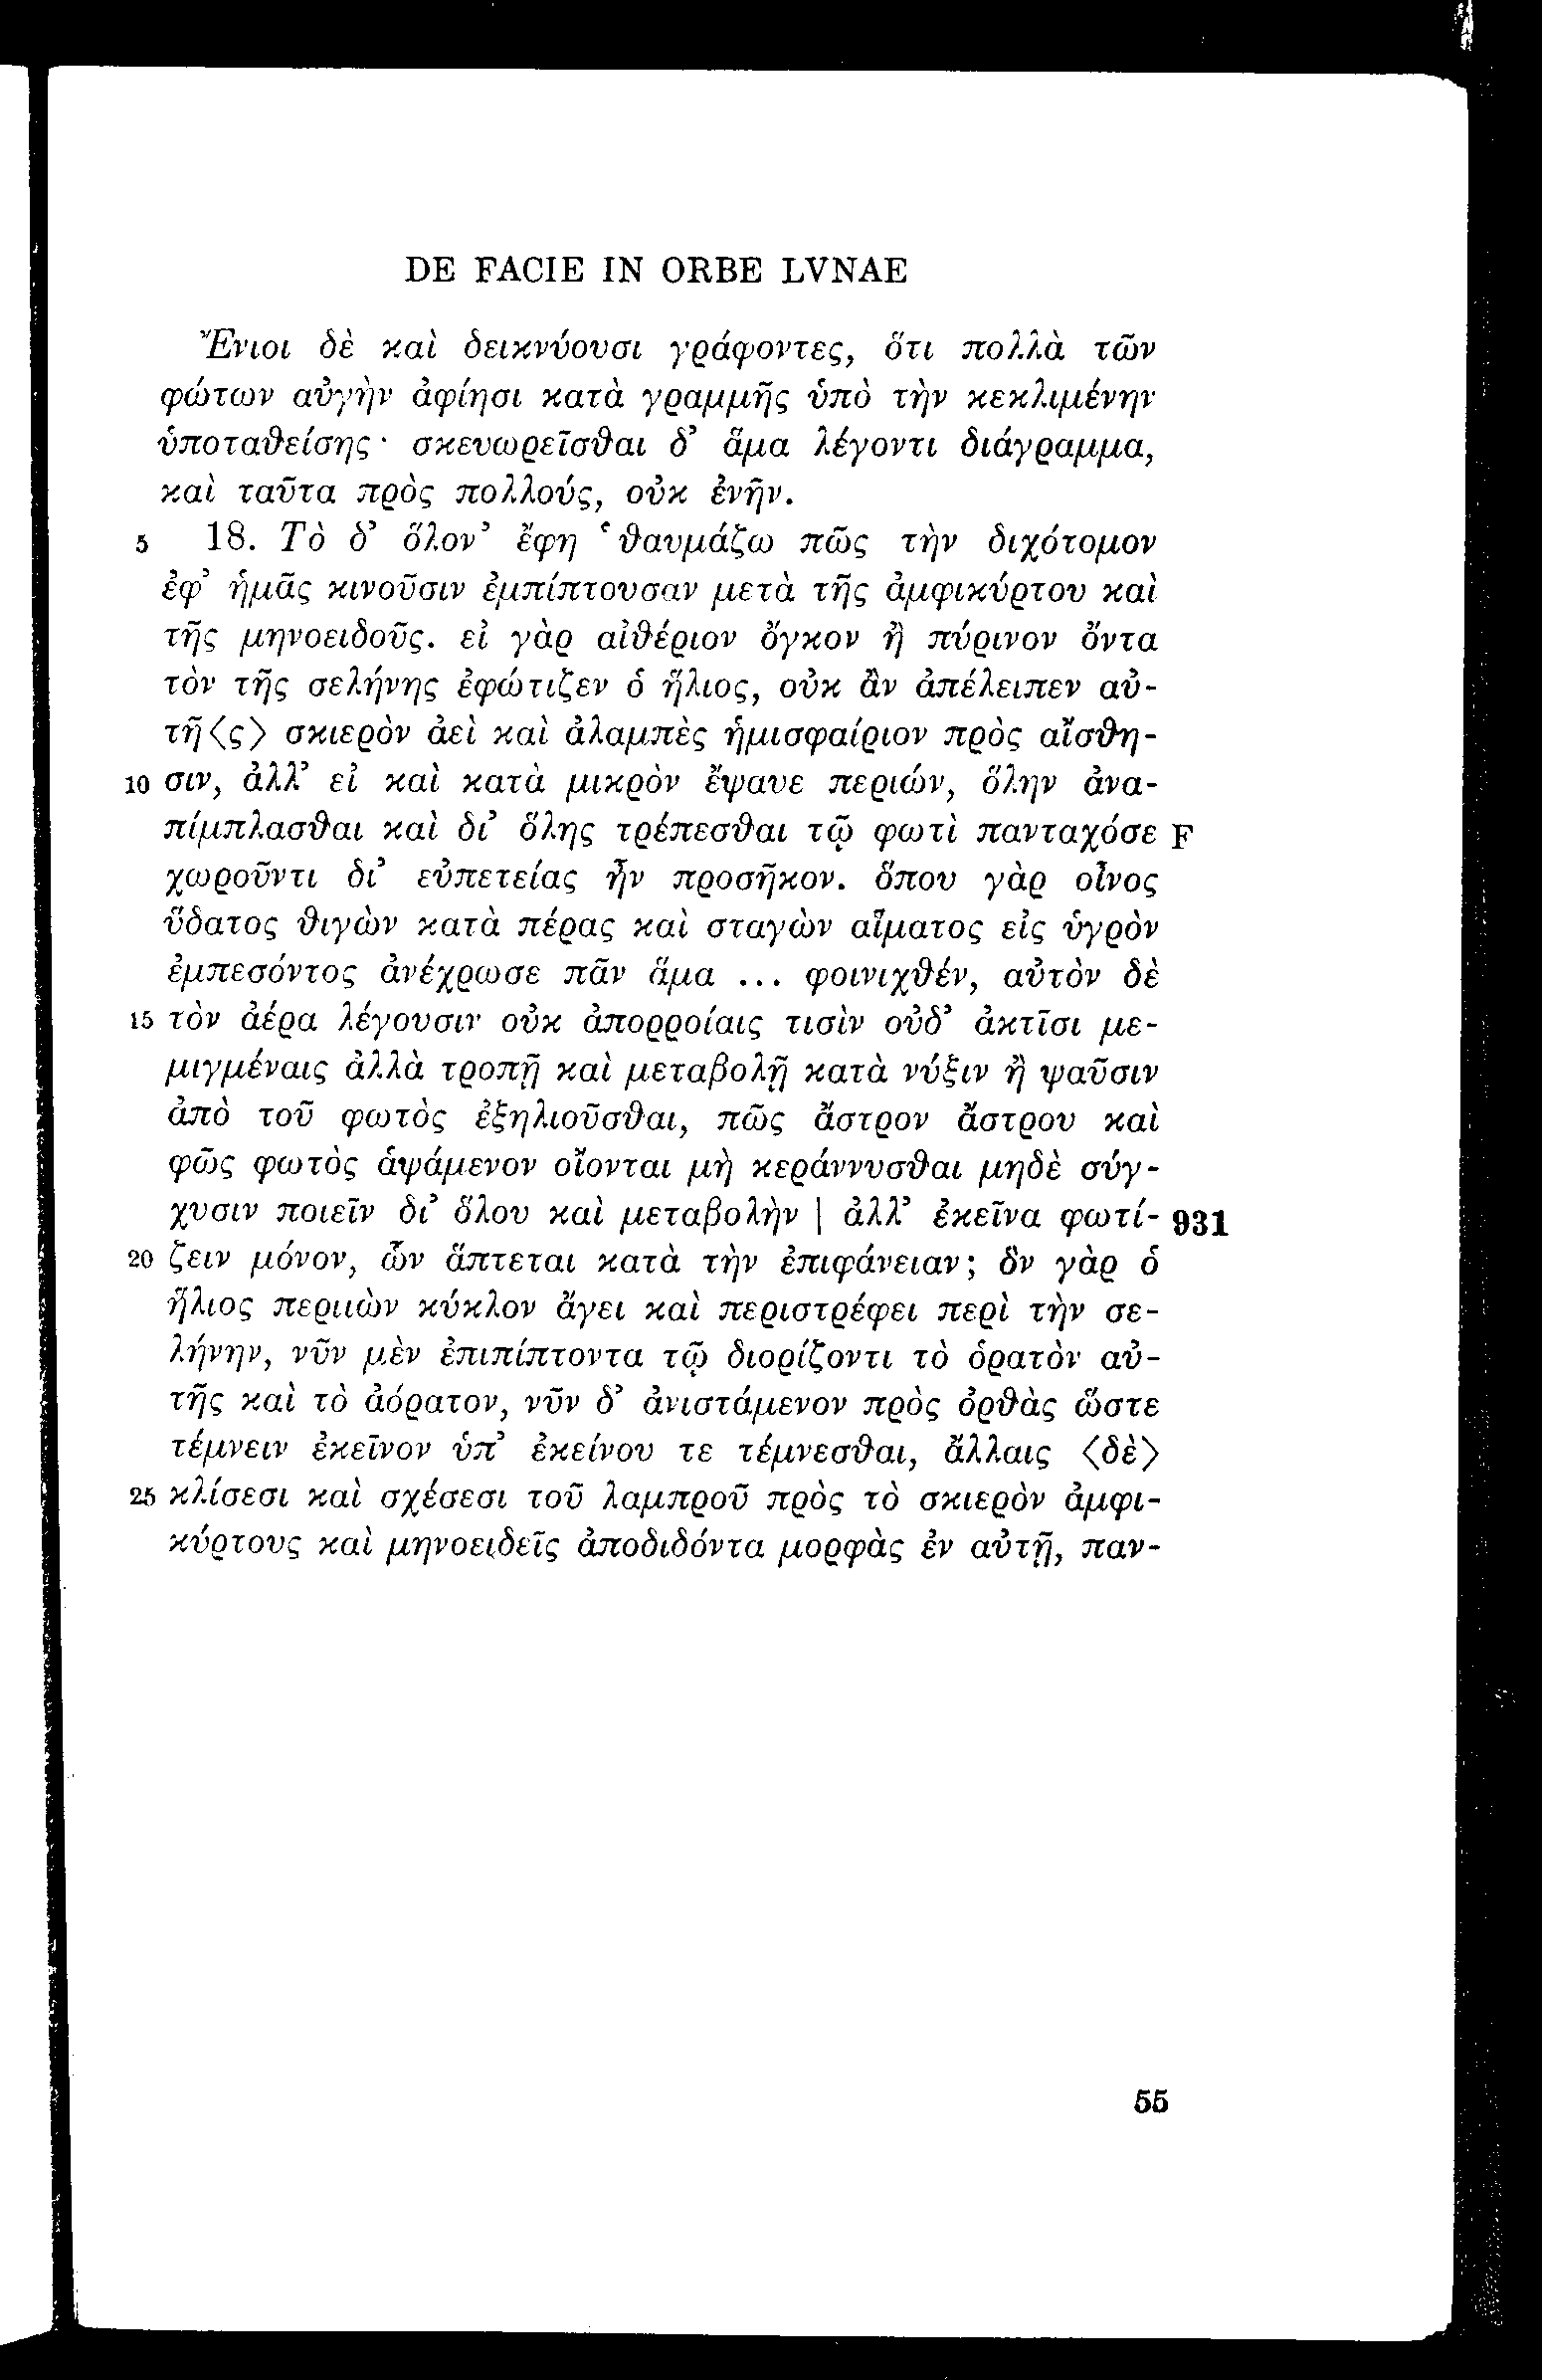 DE FACIE IN ORBE LVNAE
Ἔνιοι δὲ καὶ δεικνύουσι γράφοντες, ὅτι πολλὰ τῶν
φώτων αὐγὴν ἀφίησι κατὰ γραμμῆς ὑπὸ τὴν κεκλιμένην
ὑποταθείσης· σκευωρεῖσθαι δ’ ἅμα λέγοντι διάγραμμα,
καὶ ταῦτα πρὸς πολλούς, οὐκ ἐνῆν.
5 18. Τὸ δ’ ὅλον’ ἔφη ‘θαυμάζω πῶς τὴν διχότομον
ἐφ’ ἡμᾶς κινοῦσιν ἐμπίπτουσαν μετὰ τῆς ἀμφικύρτου καὶ
τῆς μηνοειδοῦς. εἰ γὰρ αἰθέριον ὄγκον ἢ πύρινον ὄντα
τὸν τῆς σελήνης ἐφώτιζεν ὁ ἥλιος, οὐκ ἂν ἀπέλειπεν αὐ-
τῆ⟨ς⟩ σκιερὸν ἀεὶ καὶ ἀλαμπὲς ἡμισφαίριον πρὸς αἴσθη-
10 σιν, ἀλλ’ εἰ καὶ κατὰ μικρὸν ἔψαυε περιών, ὅλην ἀνα-
πίμπλασθαι καὶ δι’ ὅλης τρέπεσθαι τῷ φωτὶ πανταχόσε F
χωροῦντι δι’ εὐπετείας ἦν προσῆκον. ὅπου γὰρ οἶνος
ὕδατος θιγὼν κατὰ πέρας καὶ σταγὼν αἵματος εἰς ὑγρὸν
ἐμπεσόντος ἀνέχρωσε πᾶν ἅμα ... φοινιχθέν, αὐτὸν δὲ
15 τὸν ἀέρα λέγουσιν οὐκ ἀπορροίαις τισὶν οὐδ’ ἀκτῖσι με-
μιγμέναις ἀλλὰ τροπῇ καὶ μεταβολῇ κατὰ νύξιν ἢ ψαῦσιν
ἀπὸ τοῦ φωτὸς ἐξηλιοῦσθαι, πῶς ἄστρον ἄστρου καὶ
φῶς φωτὸς ἁψάμενον οἴονται μὴ κεράννυσθαι μηδὲ σύγ-
χυσιν ποιεῖν δι’ ὅλου καὶ μεταβολὴν | ἀλλ’ ἐκεῖνα φωτί- 931
20 ζειν μόνον, ὧν ἅπτεται κατὰ τὴν ἐπιφάνειαν; ὃν γὰρ ὁ
ἥλιος περιιὼν κύκλον ἄγει καὶ περιστρέφει περὶ τὴν σε-
λήνην, νῦν μὲν ἐπιπίπτοντα τῷ διορίζοντι τὸ ὁρατὸν αὐ-
τῆς καὶ τὸ ἀόρατον, νῦν δ’ ἀνιστάμενον πρὸς ὀρθὰς ὥστε
τέμνειν ἐκεῖνον ὑπ’ ἐκείνου τε τέμνεσθαι, ἄλλαις ⟨δὲ⟩
25 κλίσεσι καὶ σχέσεσι τοῦ λαμπροῦ πρὸς τὸ σκιερὸν ἀμφι-
κύρτους καὶ μηνοειδεῖς ἀποδιδόντα μορφὰς ἐν αὐτῇ, παν-
55